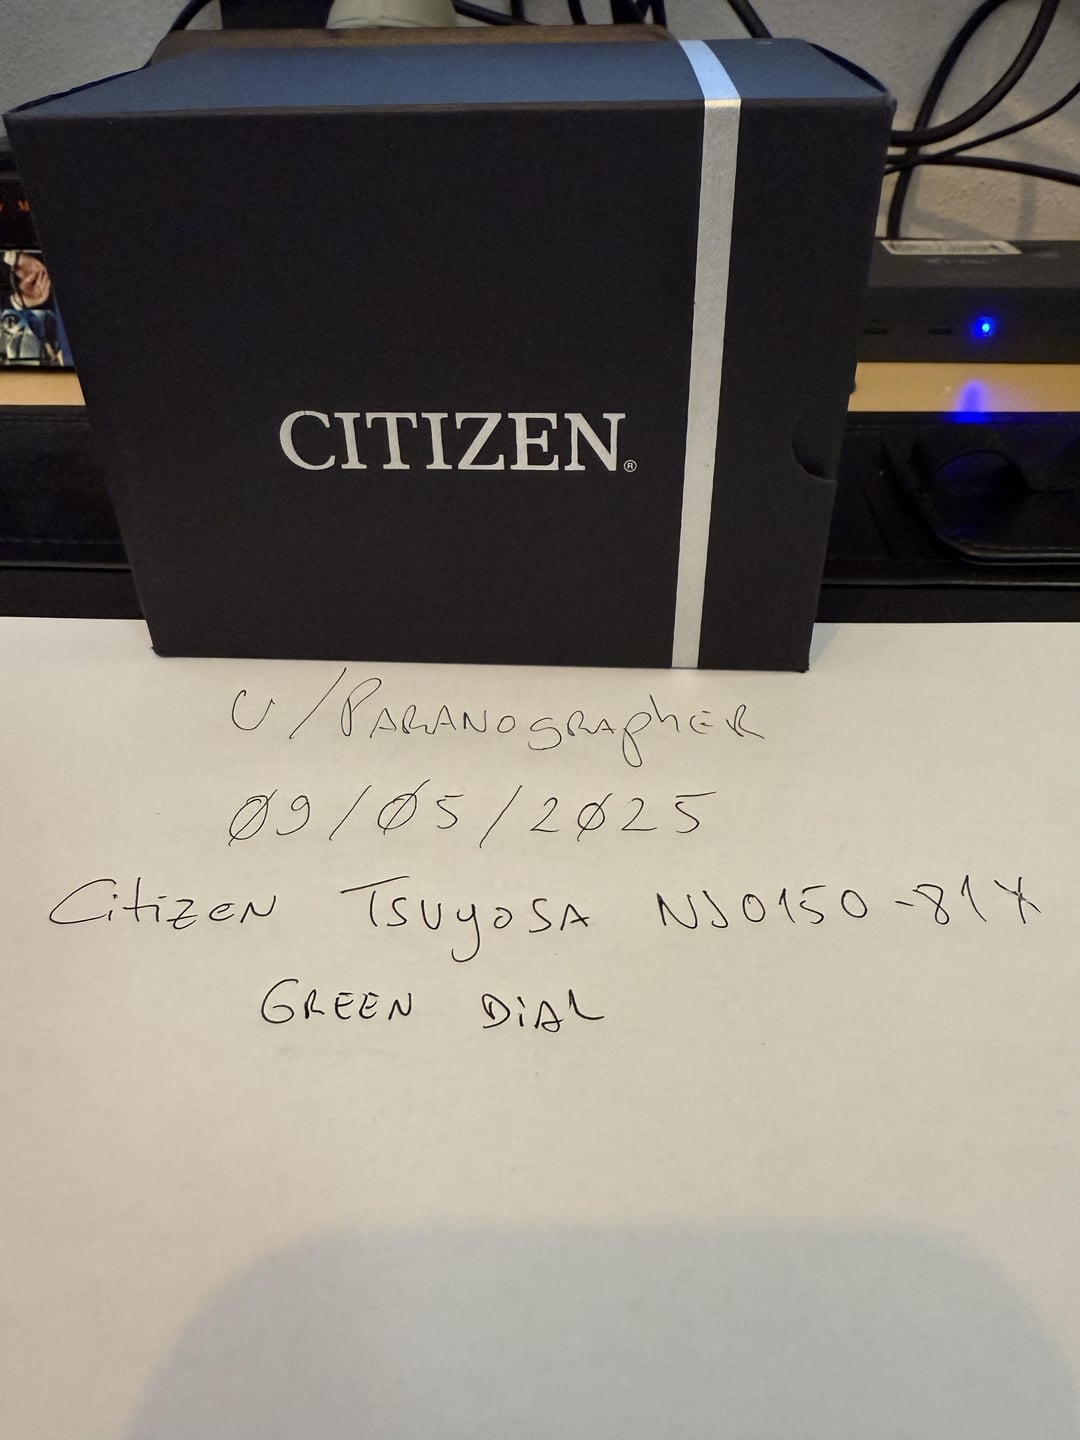 CITIZEN®
U/PARANOGRAPHER
09/05/2025
Citizen TSUYOSA NJ0150-81X
GREEN DiAL